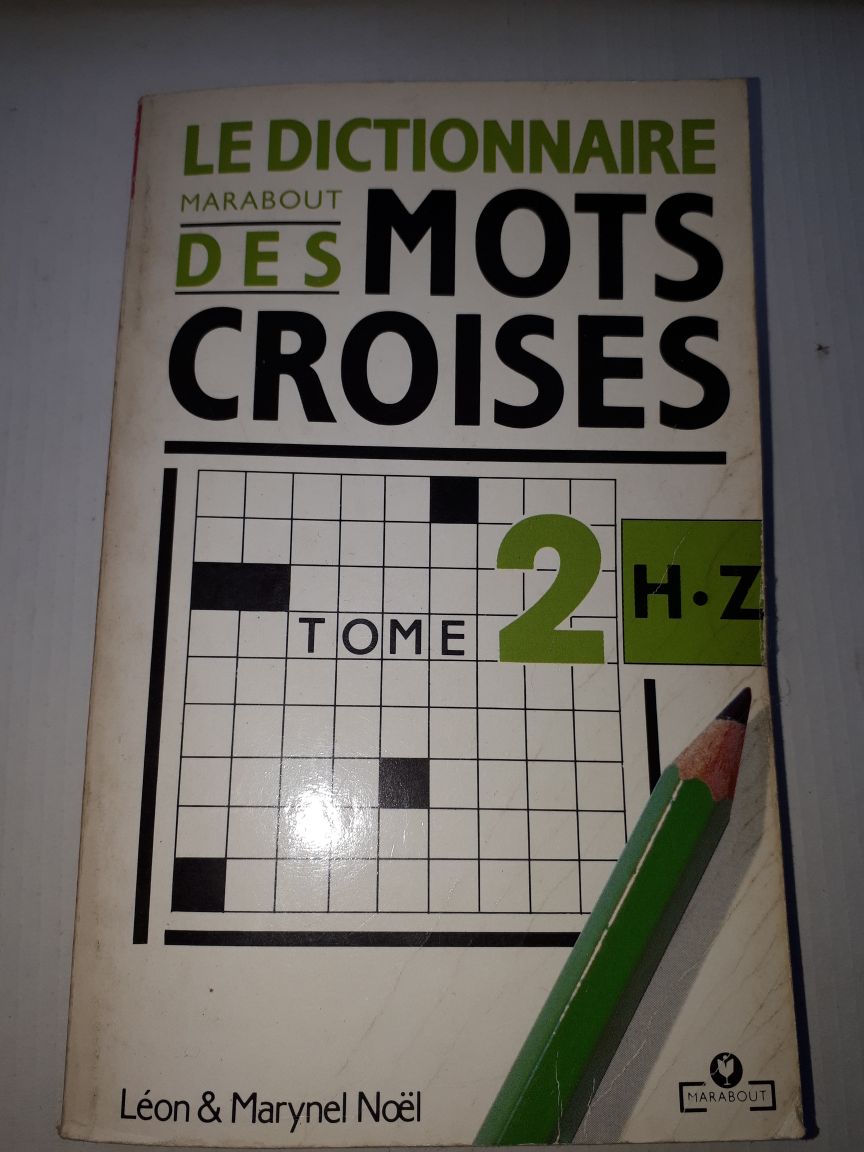 LE DICTIONNAIRE
MARABOUT
DES MOTS
CROISES
TOME 2 H·Z
Léon & Marynel Noël
MARABOUT